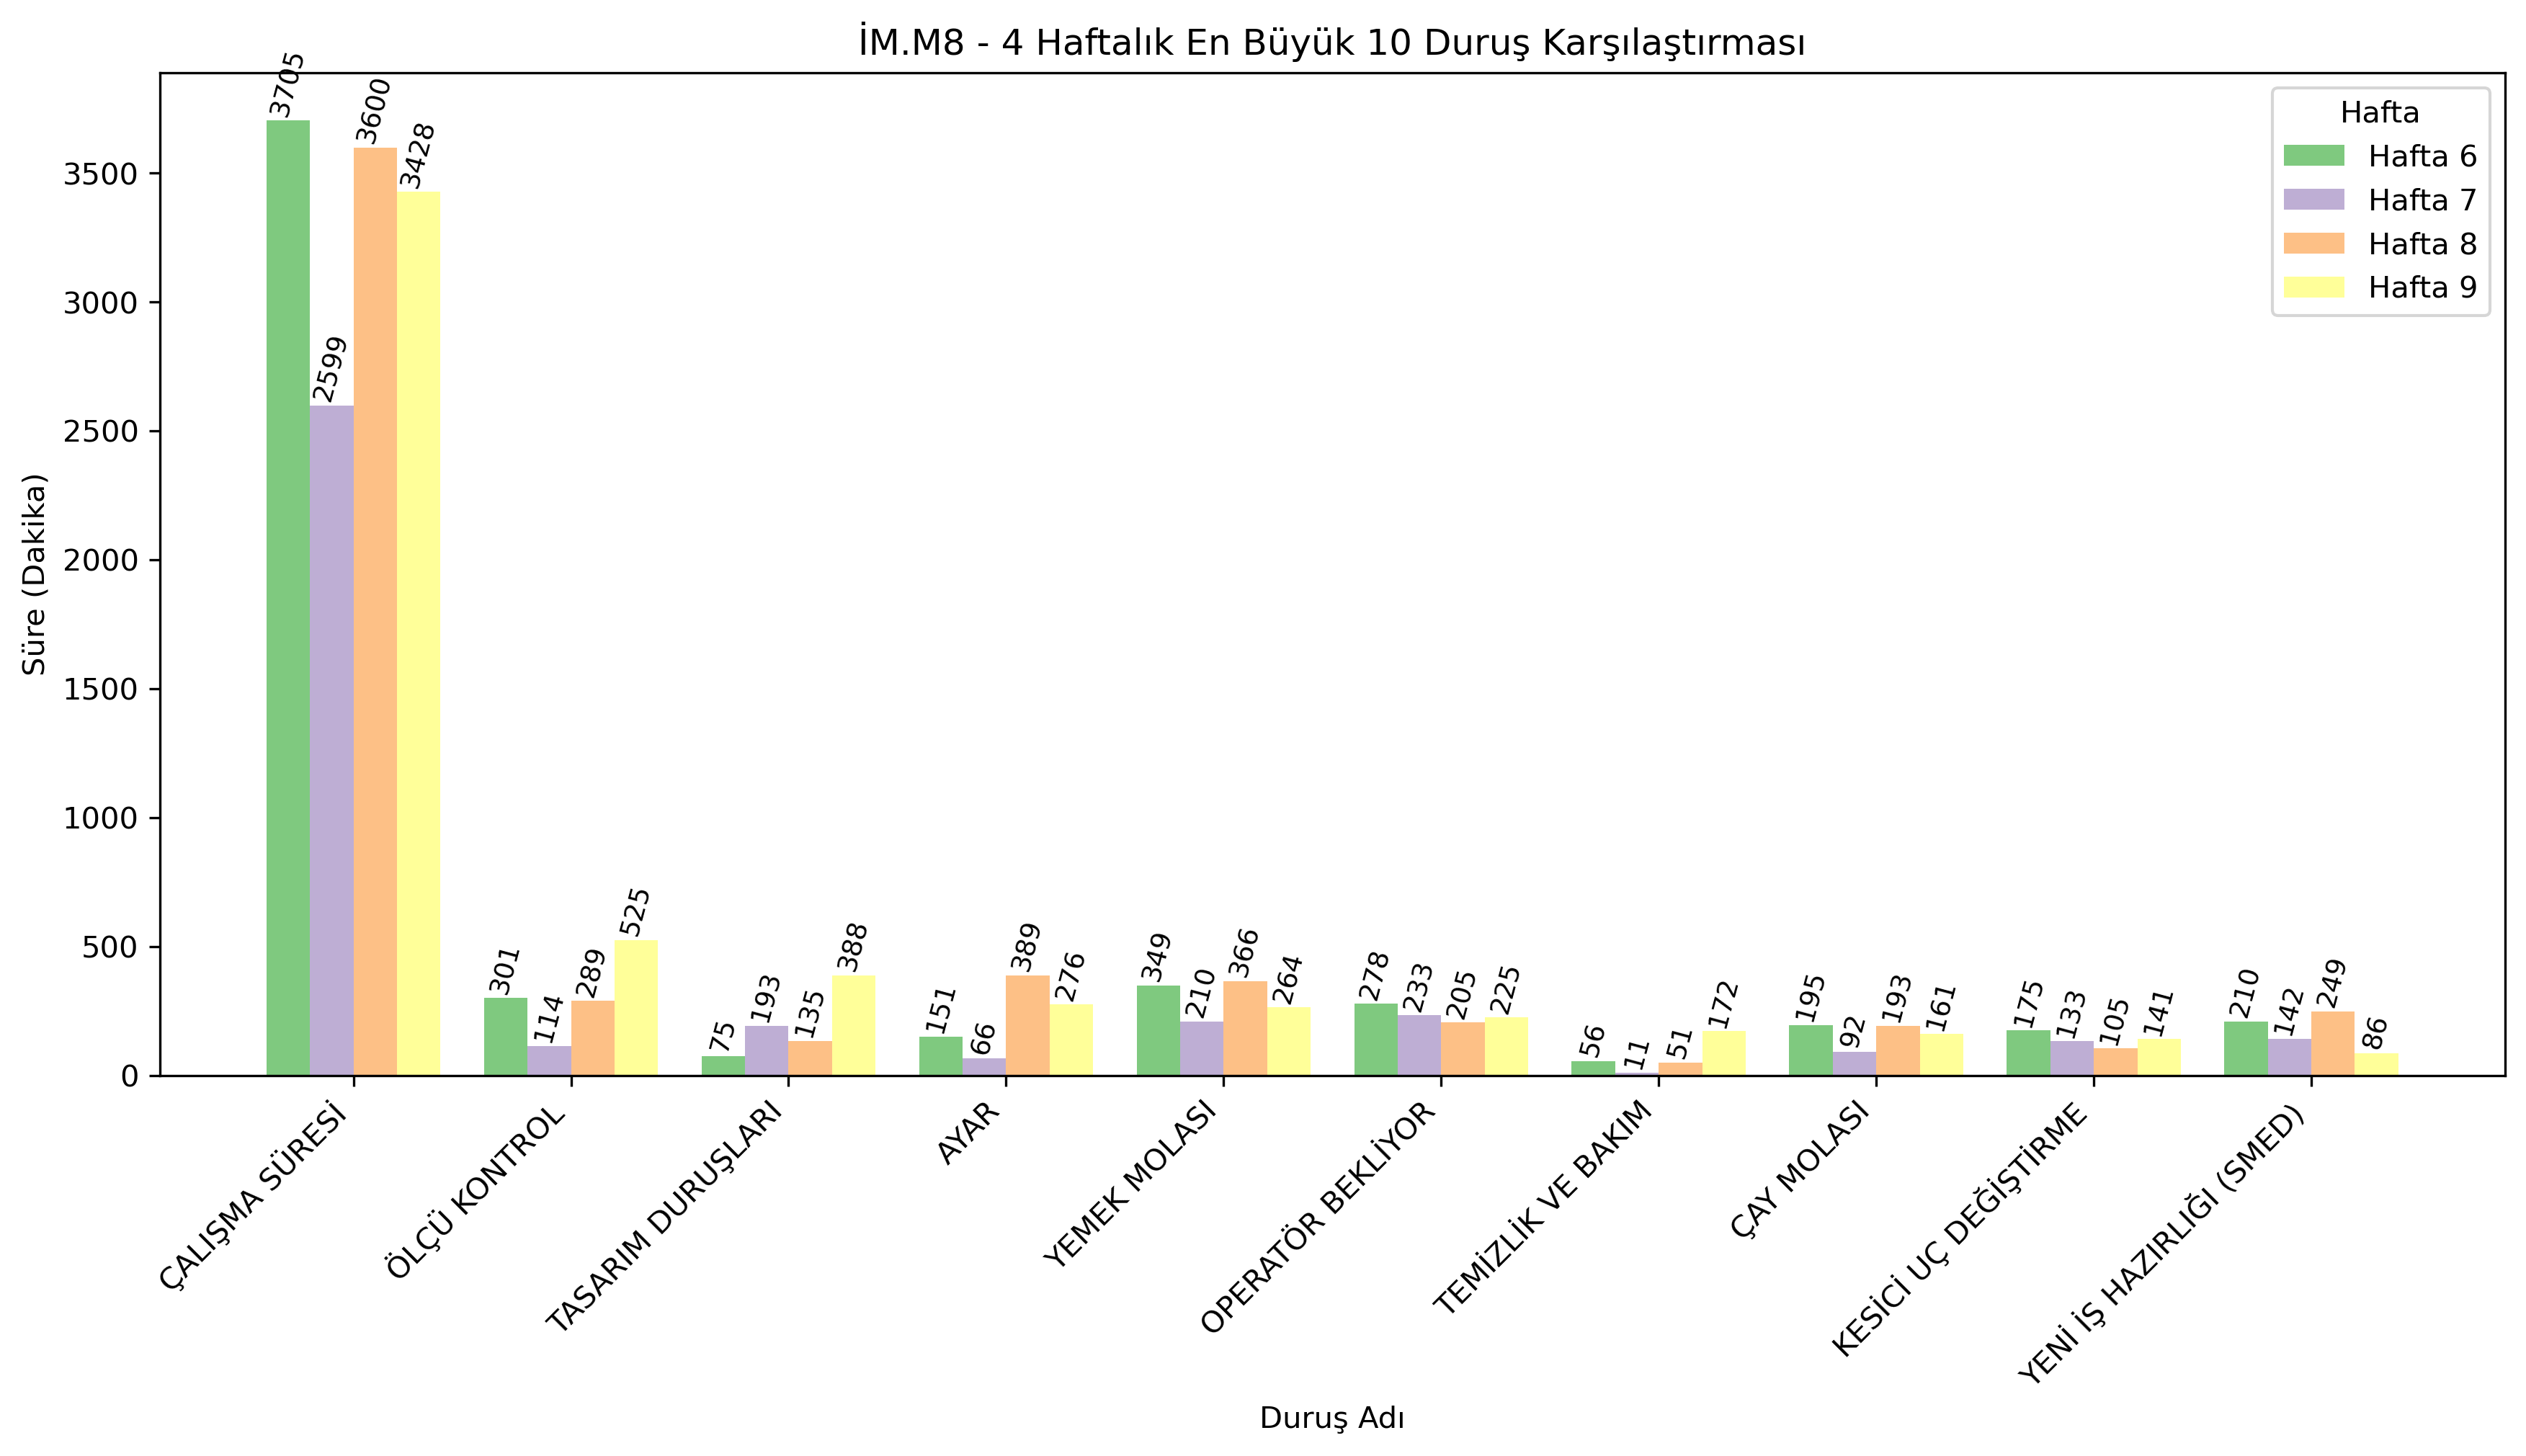 İM.M8 - 4 Haftalık En Büyük 10 Duruş Karşılaştırması
Hafta
Hafta 6
Hafta 7
Hafta 8
Hafta 9
Süre (Dakika)
3500
3000
2500
2000
1500
1000
500
0
3705
2599
3600
3428
301
114
289
525
75
193
135
388
151
66
389
276
349
210
366
264
278
233
205
225
56
11
51
172
195
92
193
161
175
133
105
141
210
142
249
86
ÇALIŞMA SÜRESİ
ÖLÇÜ KONTROL
TASARIM DURUŞLARI
AYAR
YEMEK MOLASI
OPERATÖR BEKLİYOR
TEMİZLİK VE BAKIM
ÇAY MOLASI
KESİCİ UÇ DEĞİŞTİRME
YENİ İŞ HAZIRLIĞI (SMED)
Duruş Adı